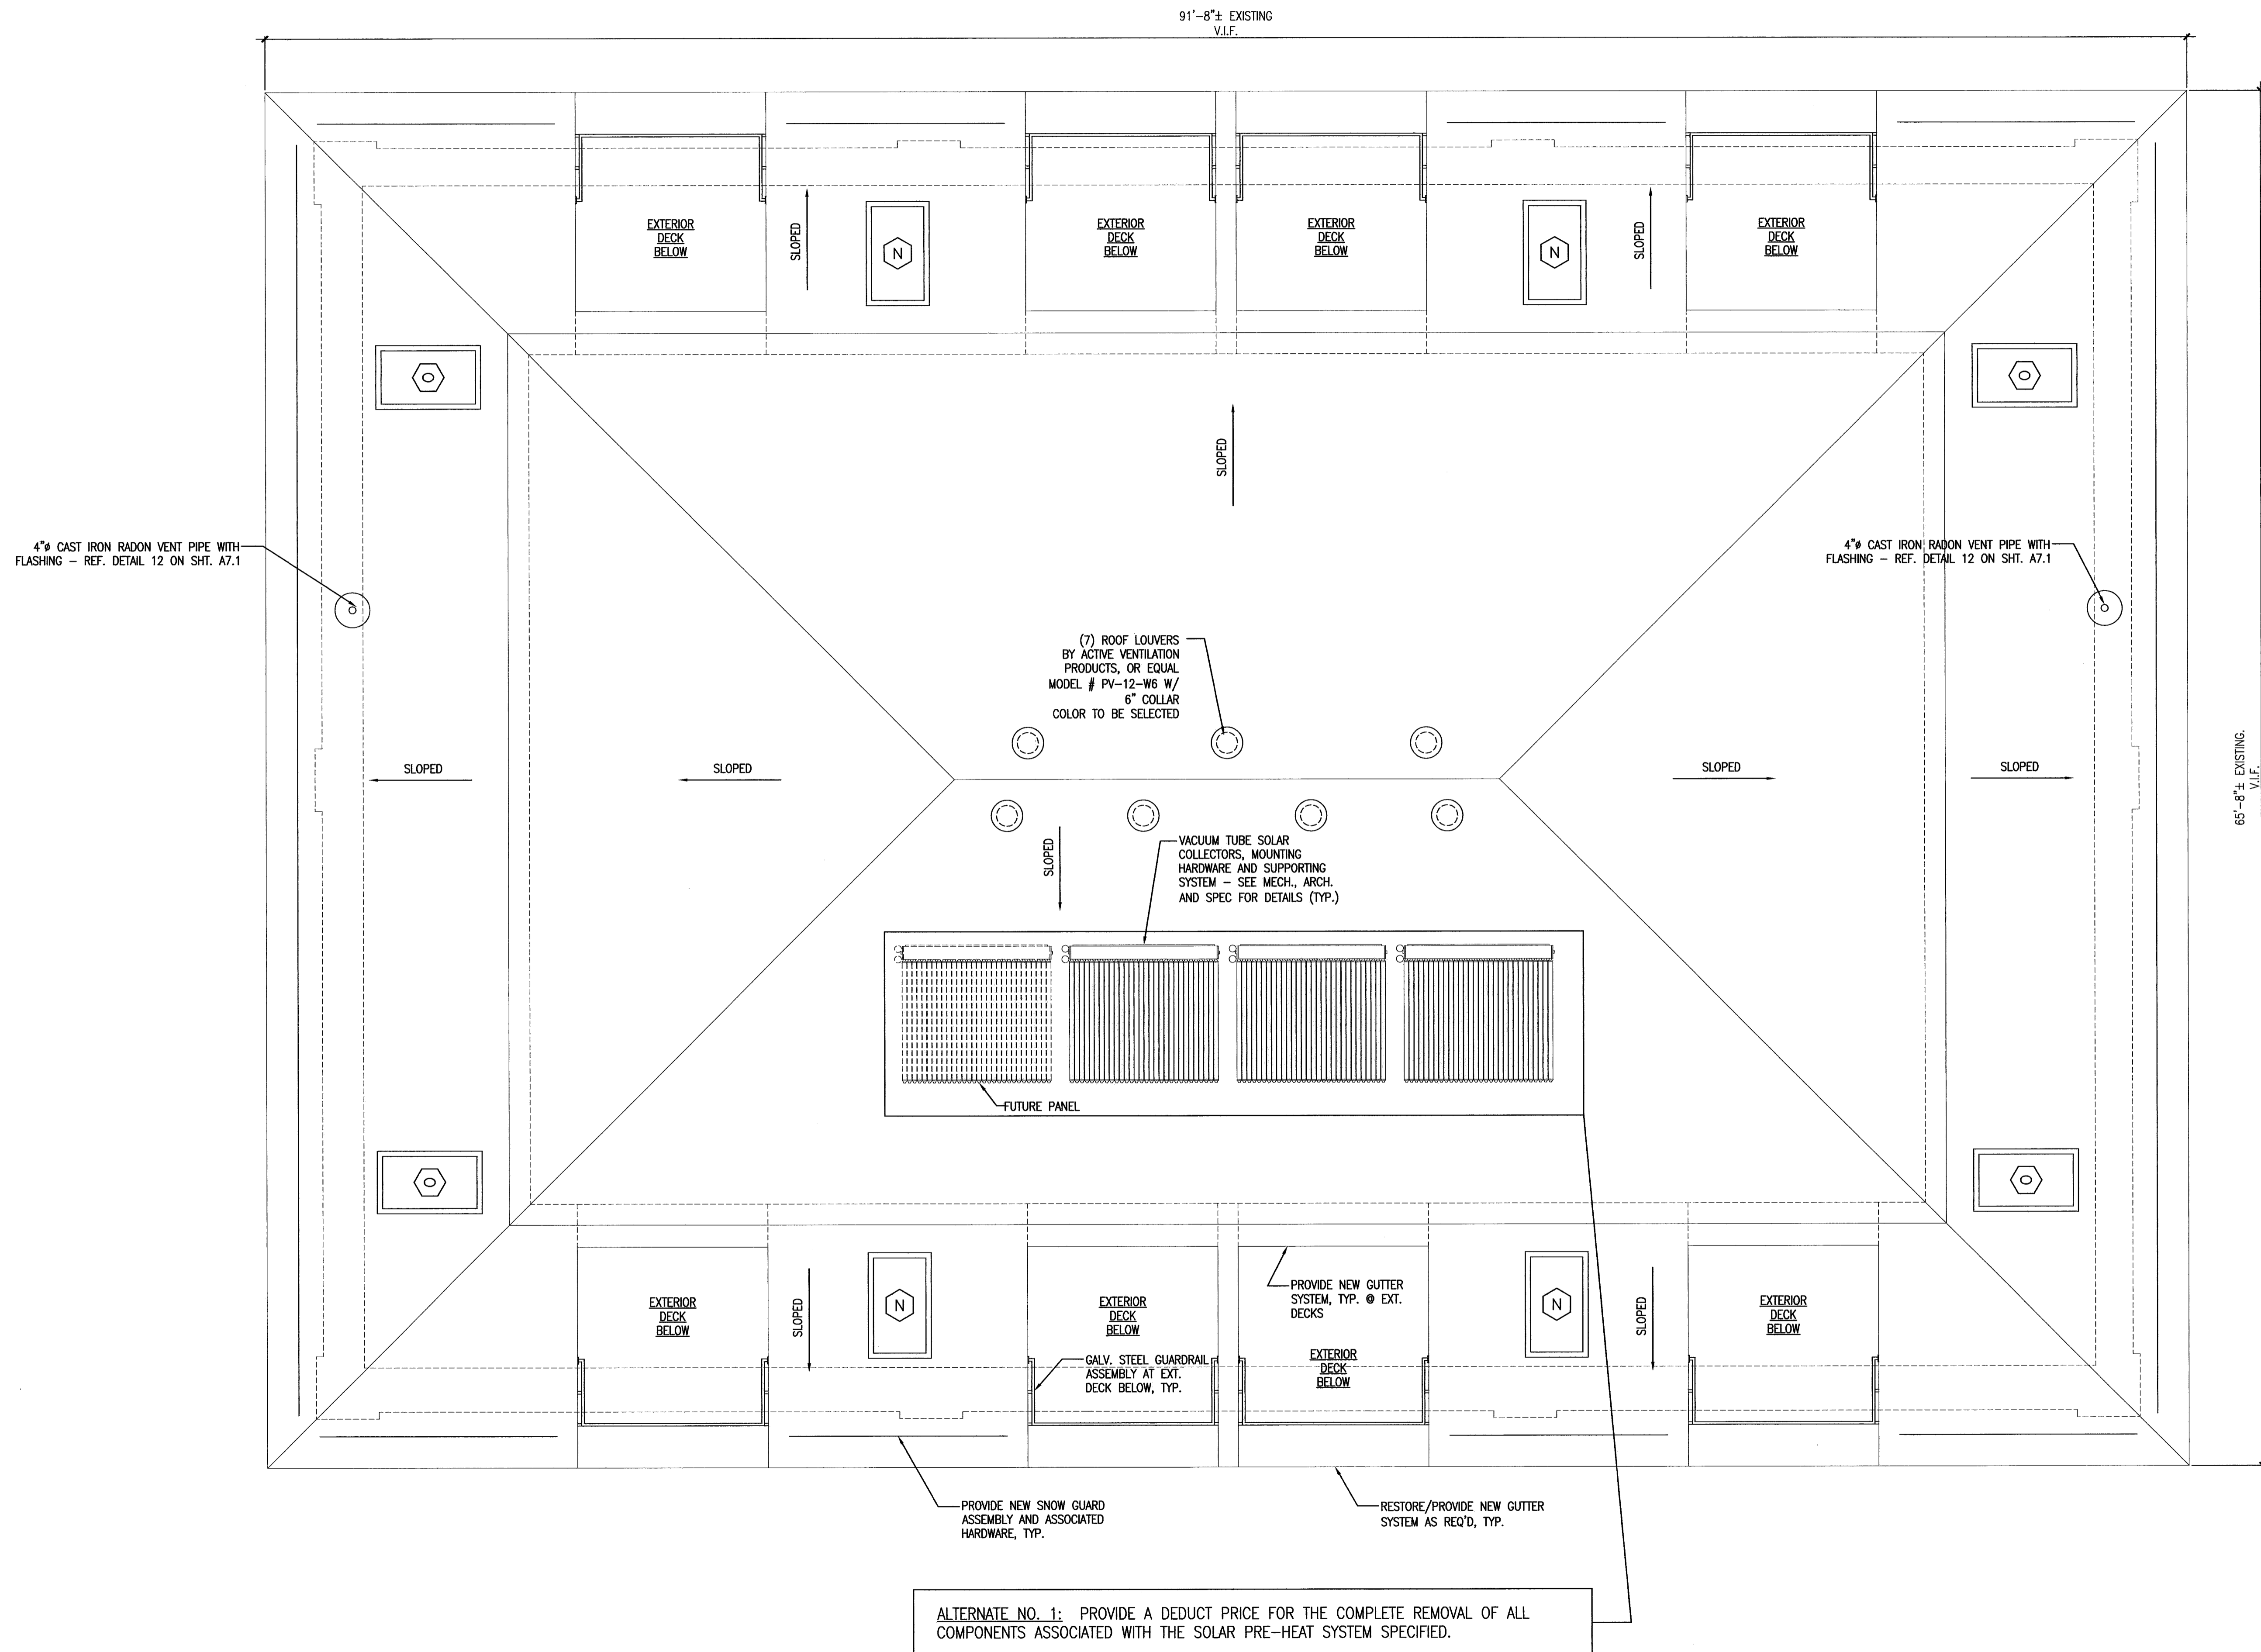 91'-8"± EXISTING
V.I.F.
EXTERIOR
DECK
BELOW
SLOPED
N
EXTERIOR
DECK
BELOW
EXTERIOR
DECK
BELOW
N
SLOPED
EXTERIOR
DECK
BELOW
O
O
SLOPED
4"ø CAST IRON RADON VENT PIPE WITH
FLASHING - REF. DETAIL 12 ON SHT. A7.1
4"ø CAST IRON RADON VENT PIPE WITH
FLASHING - REF. DETAIL 12 ON SHT. A7.1
(7) ROOF LOUVERS
BY ACTIVE VENTILATION
PRODUCTS, OR EQUAL
MODEL # PV-12-W6 W/
6" COLLAR
COLOR TO BE SELECTED
SLOPED
SLOPED
SLOPED
SLOPED
65'-8"± EXISTING.
V.I.F.
SLOPED
VACUUM TUBE SOLAR
COLLECTORS, MOUNTING
HARDWARE AND SUPPORTING
SYSTEM - SEE MECH., ARCH.
AND SPEC FOR DETAILS (TYP.)
FUTURE PANEL
O
O
EXTERIOR
DECK
BELOW
SLOPED
N
EXTERIOR
DECK
BELOW
GALV. STEEL GUARDRAIL
ASSEMBLY AT EXT.
DECK BELOW, TYP.
PROVIDE NEW GUTTER
SYSTEM, TYP. @ EXT.
DECKS
EXTERIOR
DECK
BELOW
N
SLOPED
EXTERIOR
DECK
BELOW
PROVIDE NEW SNOW GUARD
ASSEMBLY AND ASSOCIATED
HARDWARE, TYP.
RESTORE/PROVIDE NEW GUTTER
SYSTEM AS REQ'D, TYP.
ALTERNATE NO. 1: PROVIDE A DEDUCT PRICE FOR THE COMPLETE REMOVAL OF ALL
COMPONENTS ASSOCIATED WITH THE SOLAR PRE-HEAT SYSTEM SPECIFIED.